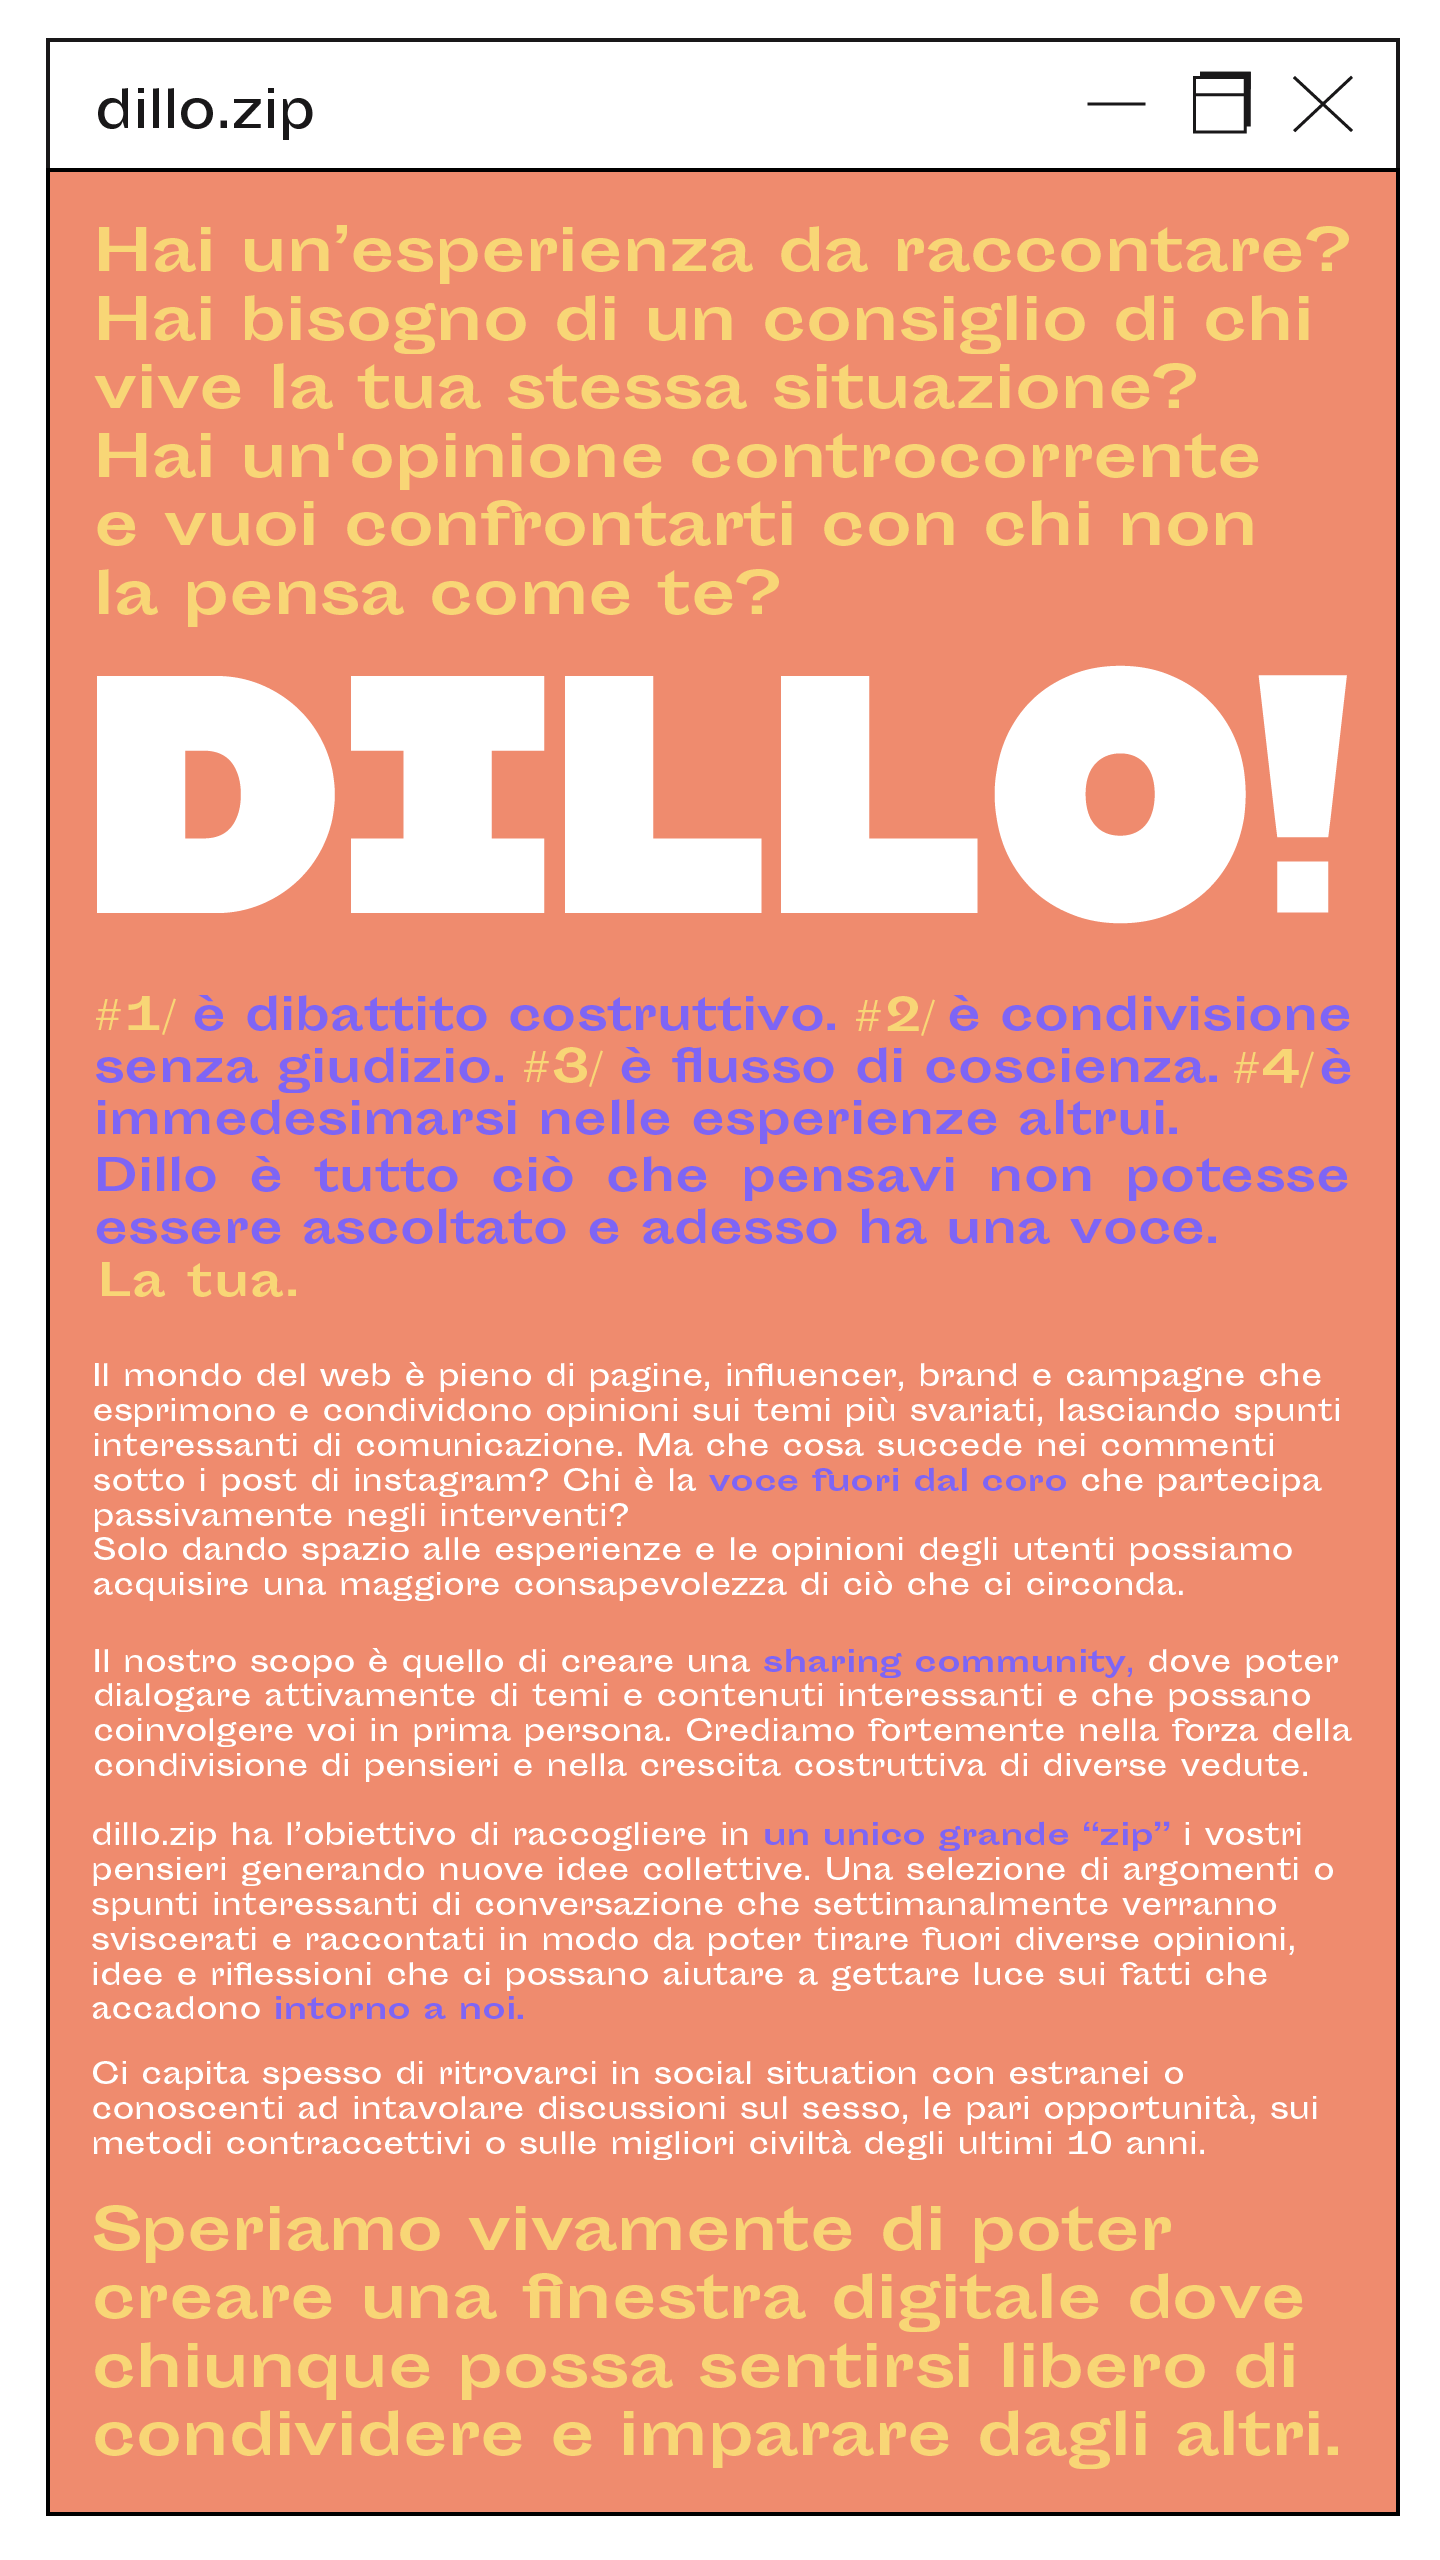 dillo.zip
Hai un’esperienza da raccontare?
Hai bisogno di un consiglio di chi
vive la tua stessa situazione?
Hai un'opinione controcorrente
e vuoi confrontarti con chi non
la pensa come te?
DILLO!
#1/ è dibattito costruttivo. #2/ è condivisione
senza giudizio. #3/ è flusso di coscienza. #4/ è
immedesimarsi nelle esperienze altrui.
Dillo è tutto ciò che pensavi non potesse
essere ascoltato e adesso ha una voce.
La tua.
Il mondo del web è pieno di pagine, influencer, brand e campagne che
esprimono e condividono opinioni sui temi più svariati, lasciando spunti
interessanti di comunicazione. Ma che cosa succede nei commenti
sotto i post di instagram? Chi è la voce fuori dal coro che partecipa
passivamente negli interventi?
Solo dando spazio alle esperienze e le opinioni degli utenti possiamo
acquisire una maggiore consapevolezza di ciò che ci circonda.
Il nostro scopo è quello di creare una sharing community, dove poter
dialogare attivamente di temi e contenuti interessanti e che possano
coinvolgere voi in prima persona. Crediamo fortemente nella forza della
condivisione di pensieri e nella crescita costruttiva di diverse vedute.
dillo.zip ha l’obiettivo di raccogliere in un unico grande “zip” i vostri
pensieri generando nuove idee collettive. Una selezione di argomenti o
spunti interessanti di conversazione che settimanalmente verranno
sviscerati e raccontati in modo da poter tirare fuori diverse opinioni,
idee e riflessioni che ci possano aiutare a gettare luce sui fatti che
accadono intorno a noi.
Ci capita spesso di ritrovarci in social situation con estranei o
conoscenti ad intavolare discussioni sul sesso, le pari opportunità, sui
metodi contraccettivi o sulle migliori civiltà degli ultimi 10 anni.
Speriamo vivamente di poter
creare una finestra digitale dove
chiunque possa sentirsi libero di
condividere e imparare dagli altri.